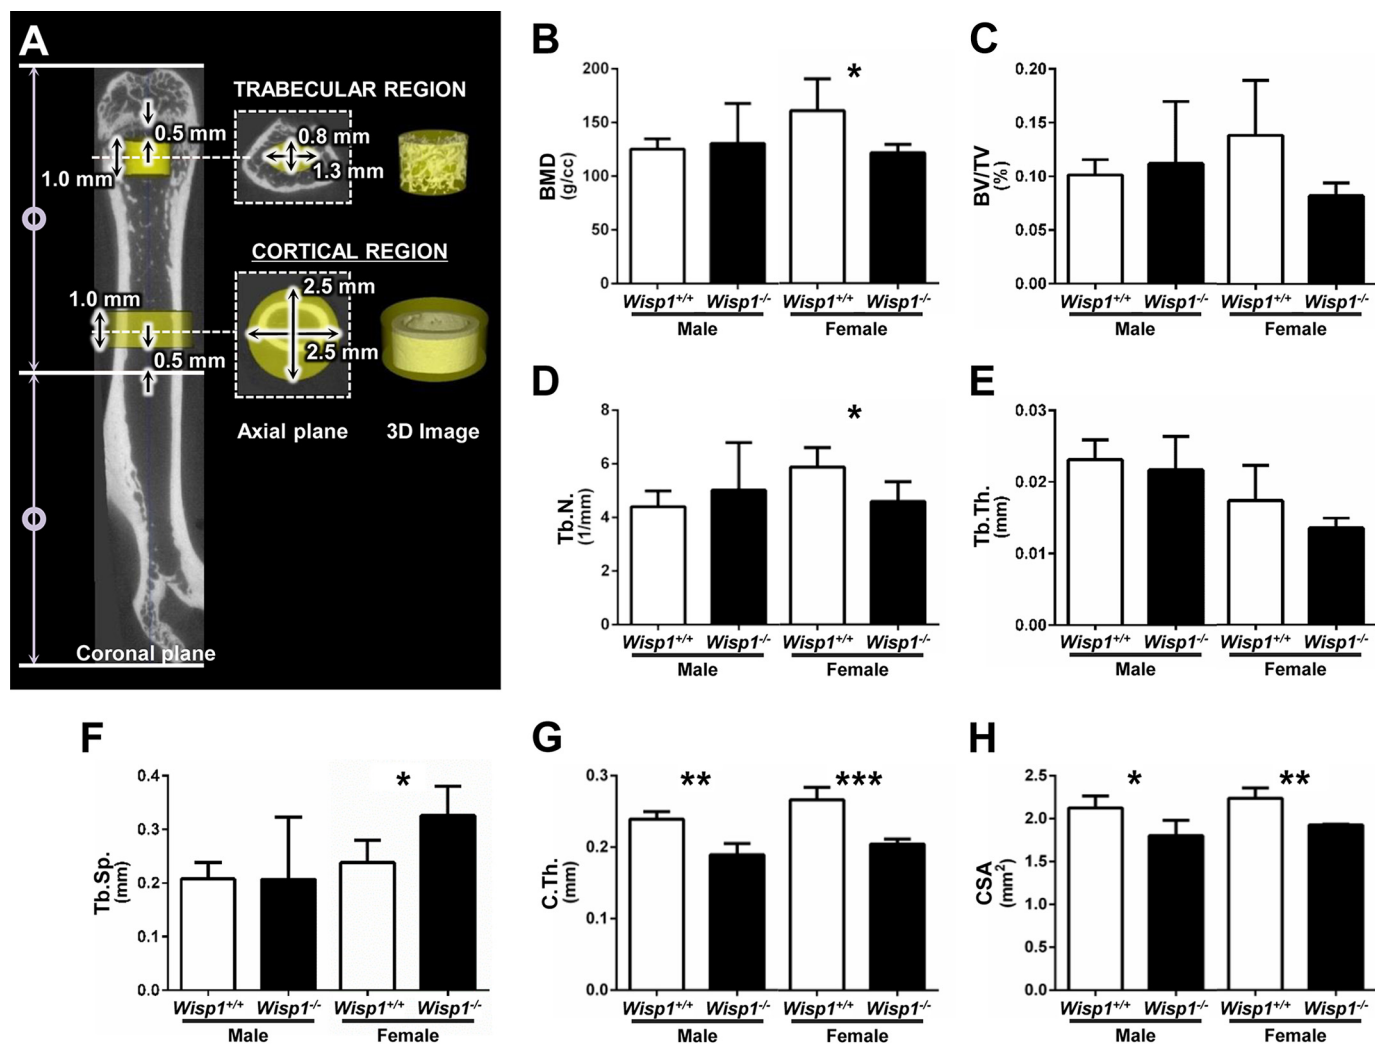 A
TRABECULAR REGION
0.5 mm
0.8 mm
1.0 mm
1.3 mm
CORTICAL REGION
1.0 mm
2.5 mm
0.5 mm
2.5 mm
Axial plane
3D Image
Coronal plane
B
200
150
100
50
0
BMD
(g/cc)
*
Wisp1+/+ Wisp1-/- Wisp1+/+ Wisp1-/-
Male Female
C
0.20
0.15
0.10
0.05
0.00
BV/TV
(%)
Wisp1+/+ Wisp1-/- Wisp1+/+ Wisp1-/-
Male Female
D
8
6
4
2
0
Tb.N.
(1/mm)
*
Wisp1+/+ Wisp1-/- Wisp1+/+ Wisp1-/-
Male Female
E
0.03
0.02
0.01
0.00
Tb.Th.
(mm)
Wisp1+/+ Wisp1-/- Wisp1+/+ Wisp1-/-
Male Female
F
0.4
0.3
0.2
0.1
0.0
Tb.Sp.
(mm)
*
Wisp1+/+ Wisp1-/- Wisp1+/+ Wisp1-/-
Male Female
G
0.3
0.2
0.1
0.0
C.Th.
(mm)
** ***
Wisp1+/+ Wisp1-/- Wisp1+/+ Wisp1-/-
Male Female
H
2.5
2.0
1.5
1.0
0.5
0.0
CSA
(mm2)
* **
Wisp1+/+ Wisp1-/- Wisp1+/+ Wisp1-/-
Male Female